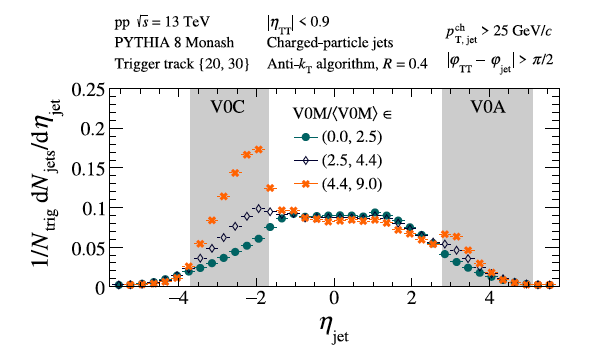 pp √s = 13 TeV |η_TT| < 0.9
PYTHIA 8 Monash Charged-particle jets p^ch_T, jet > 25 GeV/c
Trigger track {20, 30} Anti-k_T algorithm, R = 0.4 |φ_TT − φ_jet| > π/2
0.25
V0C V0M/⟨V0M⟩ ∈ V0A
0.2
(0.0, 2.5)
(2.5, 4.4)
0.15
(4.4, 9.0)
0.1
0.05
0
−4 −2 0 2 4
η_jet
1/N_trig dN_jets/dη_jet